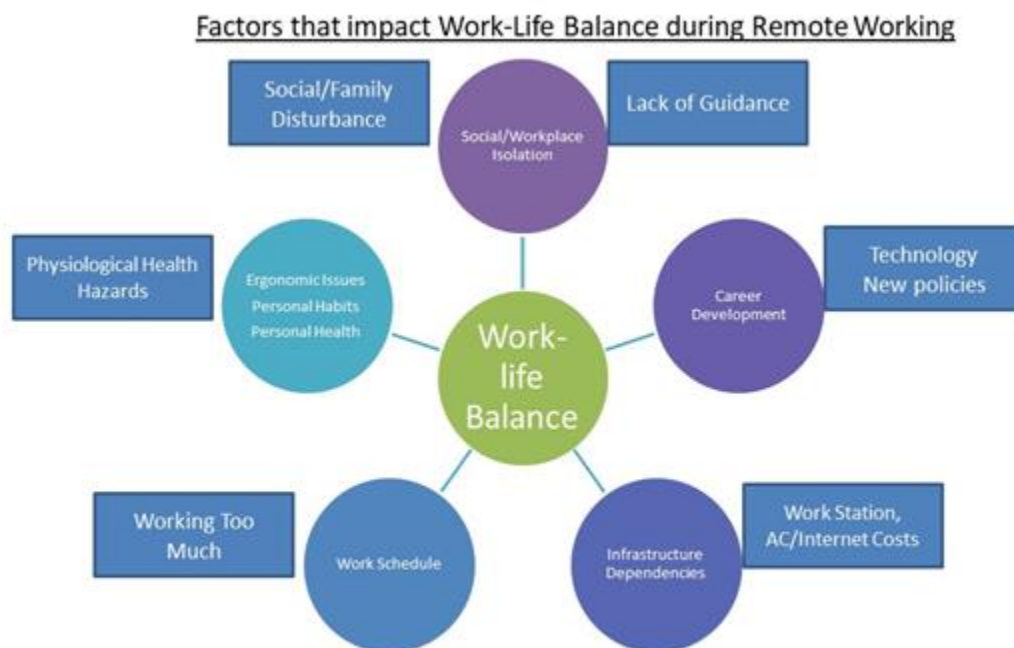 Factors that impact Work-Life Balance during Remote Working
Social/Family
Disturbance
Social/Workplace
Isolation
Lack of Guidance
Physiological Health
Hazards
Ergonomic Issues
Personal Habits
Personal Health
Career
Development
Technology
New policies
Work-
life
Balance
Working Too
Much
Work Schedule
Infrastructure
Dependencies
Work Station,
AC/Internet Costs